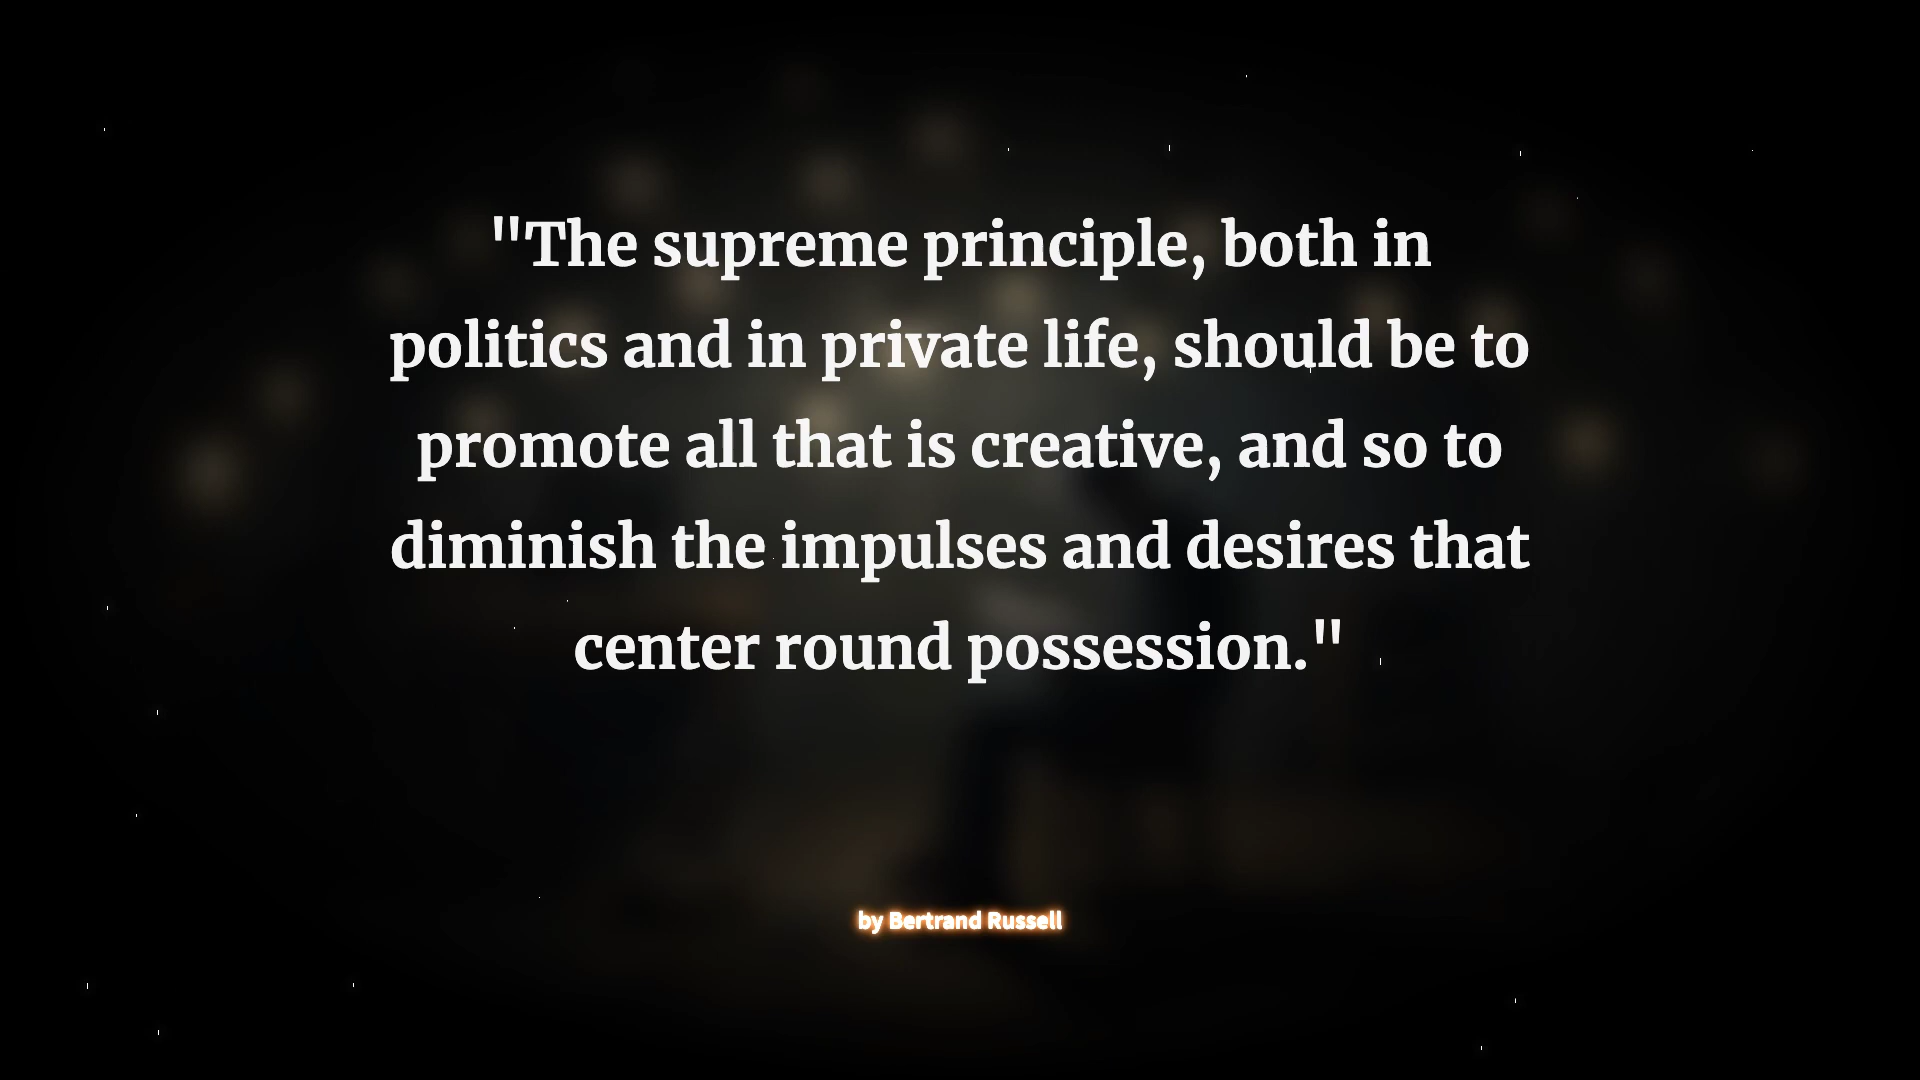 "The supreme principle, both in
politics and in private life, should be to
promote all that is creative, and so to
diminish the impulses and desires that
center round possession."
by Bertrand Russell